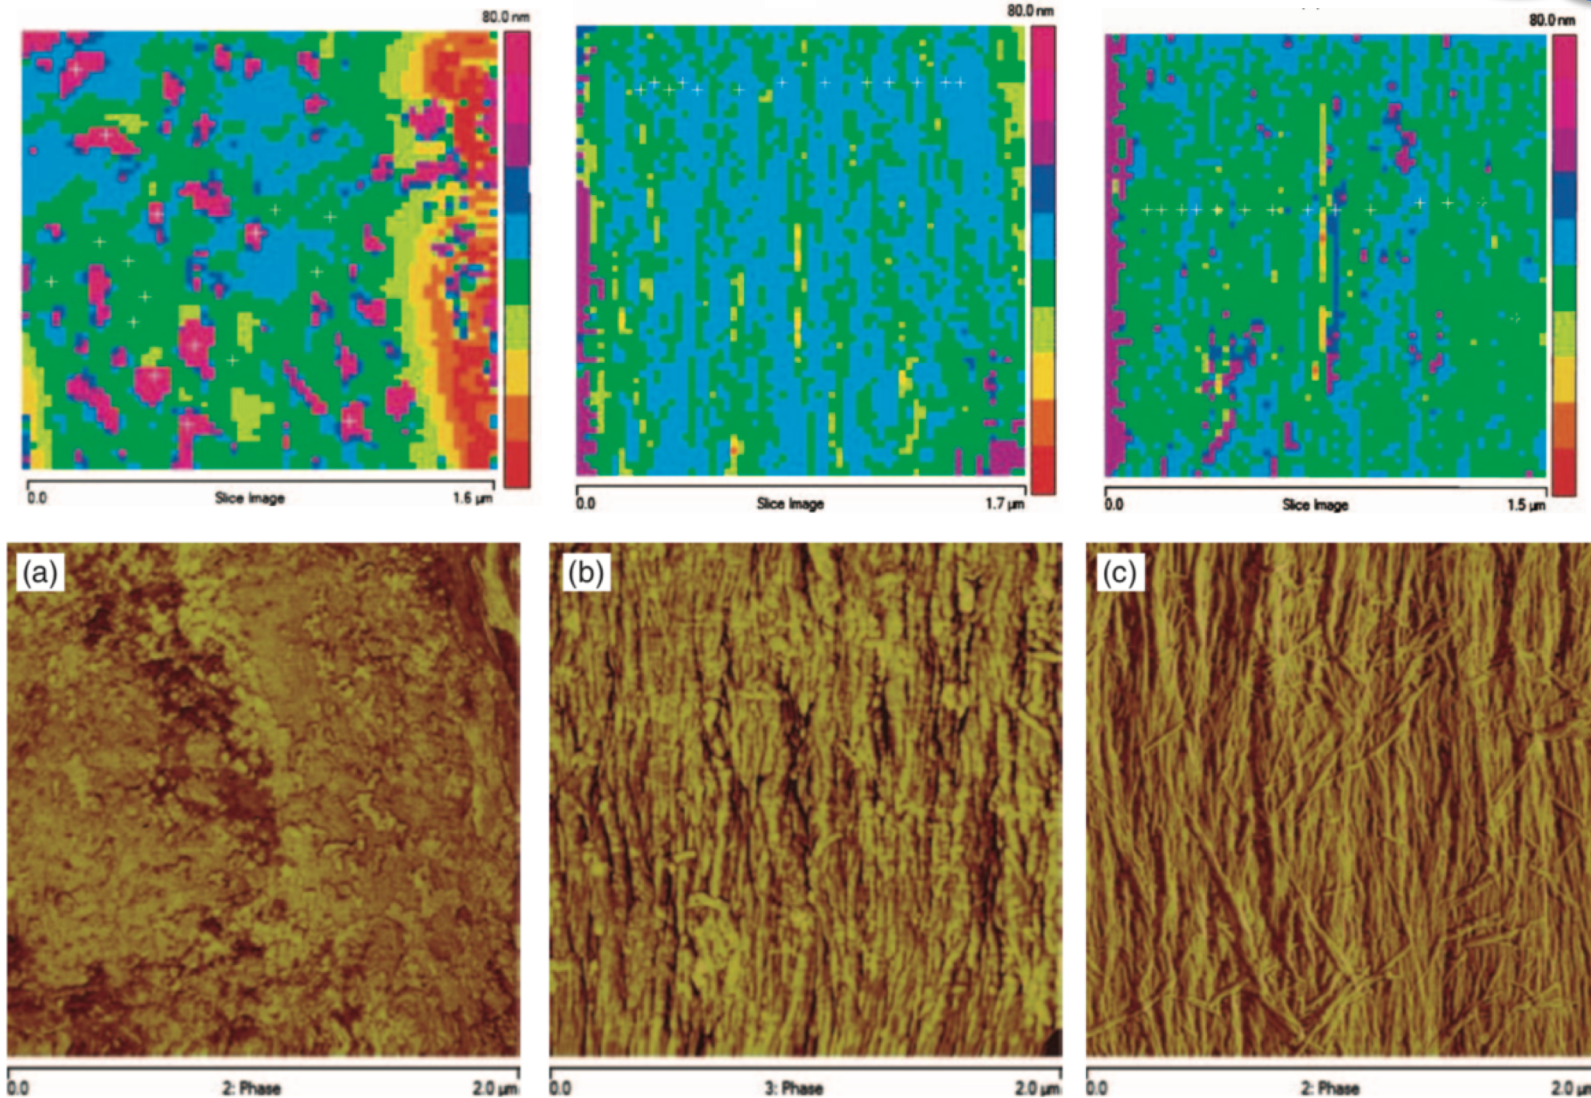 80.0 nm
80.0 nm
80.0 nm
0.0 Slice Image 1.6 µm
0.0 Slice Image 1.7 µm
0.0 Slice Image 1.5 µm
(a)
(b)
(c)
0.0 2: Phase 2.0 µm
0.0 3: Phase 2.0 µm
0.0 2: Phase 2.0 µm